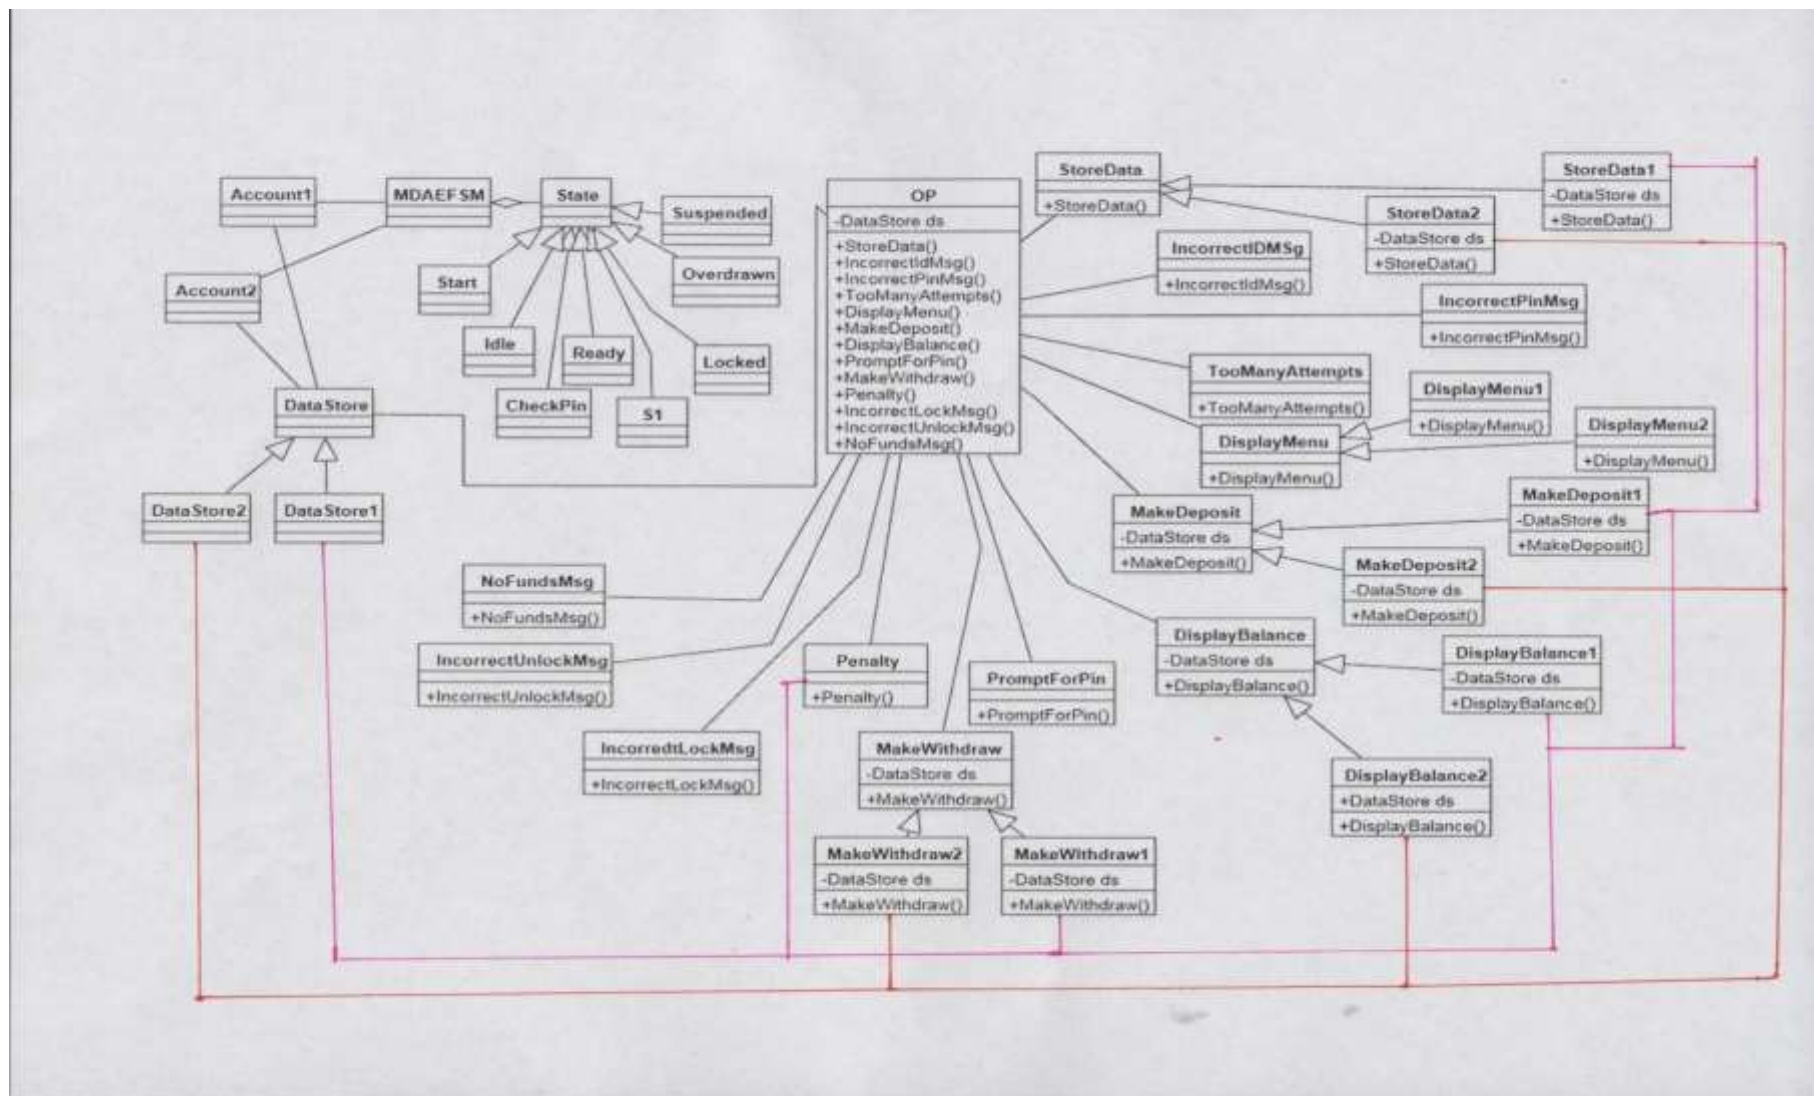 Account1
MDAEFSM
State
Suspended
Account2
Start
Overdrawn
Idle
Ready
Locked
CheckPin
S1
DataStore
DataStore2
DataStore1
OP
-DataStore ds
+StoreData()
+IncorrectIdMsg()
+IncorrectPinMsg()
+TooManyAttempts()
+DisplayMenu()
+MakeDeposit()
+DisplayBalance()
+PromptForPin()
+MakeWithdraw()
+Penalty()
+IncorrectLockMsg()
+IncorrectUnlockMsg()
+NoFundsMsg()
StoreData
+StoreData()
StoreData1
-DataStore ds
+StoreData()
StoreData2
-DataStore ds
+StoreData()
IncorrectIDMSg
+IncorrectIdMsg()
IncorrectPinMsg
+IncorrectPinMsg()
TooManyAttempts
+TooManyAttempts()
DisplayMenu1
+DisplayMenu()
DisplayMenu2
+DisplayMenu()
DisplayMenu
+DisplayMenu()
MakeDeposit
-DataStore ds
+MakeDeposit()
MakeDeposit1
-DataStore ds
+MakeDeposit()
MakeDeposit2
-DataStore ds
+MakeDeposit()
NoFundsMsg
+NoFundsMsg()
IncorrectUnlockMsg
+IncorrectUnlockMsg()
IncorredtLockMsg
+IncorrectLockMsg()
Penalty
+Penalty()
PromptForPin
+PromptForPin()
DisplayBalance
-DataStore ds
+DisplayBalance()
DisplayBalance1
-DataStore ds
+DisplayBalance()
DisplayBalance2
+DataStore ds
+DisplayBalance()
MakeWithdraw
-DataStore ds
+MakeWithdraw()
MakeWithdraw2
-DataStore ds
+MakeWithdraw()
MakeWithdraw1
-DataStore ds
+MakeWithdraw()